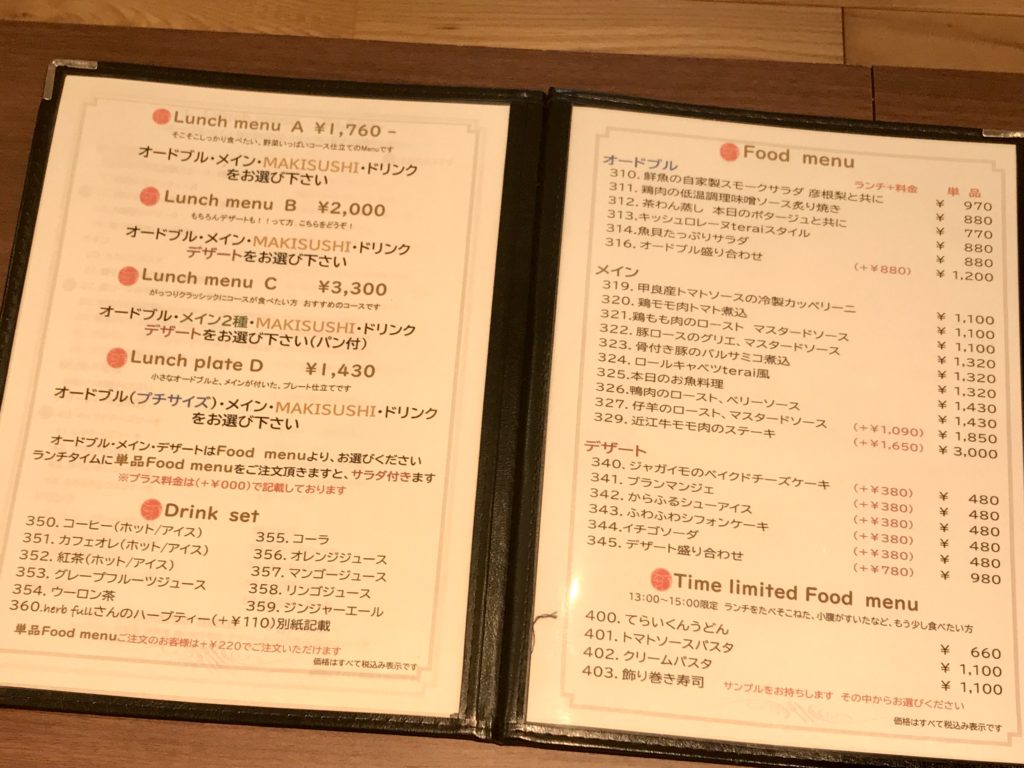 Lunch menu A ¥1,760-
そこそこしっかり食べたい、野菜いっぱいコース仕立てのMenuです
オードブル・メイン・MAKISUSHI・ドリンク
をお選び下さい
Lunch menu B ¥2,000
もちろんデザートも！！って方 こちらをどうぞ！
オードブル・メイン・MAKISUSHI・ドリンク
デザートをお選び下さい
Lunch menu C ¥3,300
がっつりクラッシックにコースが食べたい方 おすすめのコースです
オードブル・メイン2種・MAKISUSHI・ドリンク
デザートをお選び下さい(パン付)
Lunch plate D ¥1,430
小さなオードブルと、メインが付いた、プレート仕立てです
オードブル(プチサイズ)・メイン・MAKISUSHI・ドリンク
をお選び下さい
オードブル・メイン・デザートはFood menuより、お選びください
ランチタイムに単品Food menuをご注文頂きますと、サラダ付きます
※プラス料金は(+¥000)で記載しております
Drink set
350. コーヒー(ホット/アイス)
351. カフェオレ(ホット/アイス)
352. 紅茶(ホット/アイス)
353. グレープフルーツジュース
354. ウーロン茶
355. コーラ
356. オレンジジュース
357. マンゴージュース
358. リンゴジュース
359. ジンジャーエール
360.herb fullさんのハーブティー(+¥110)別紙記載
単品Food menuご注文のお客様は+¥220でご注文いただけます
価格はすべて税込み表示です
Food menu
オードブル ランチ+料金 単品
310. 鮮魚の自家製スモークサラダ 彦根梨と共に ¥ 970
311. 鶏肉の低温調理味噌ソース炙り焼き ¥ 880
312. 茶わん蒸し 本日のポタージュと共に ¥ 770
313. キッシュロレーヌteraiスタイル ¥ 880
314.魚貝たっぷりサラダ ¥ 880
316. オードブル盛り合わせ (+¥880) ¥ 1,200
メイン
319. 甲良産トマトソースの冷製カッペリーニ
320. 鶏モモ肉トマト煮込
321.鶏もも肉のロースト マスタードソース
322. 豚ロースのグリエ、マスタードソース
323. 骨付き豚のバルサミコ煮込
324. ロールキャベツterai風
325.本日のお魚料理
326.鴨肉のロースト、ベリーソース
327. 仔羊のロースト、マスタードソース (+¥1,090)
329. 近江牛モモ肉のステーキ (+¥1,650)
¥ 1,100
¥ 1,100
¥ 1,320
¥ 1,320
¥ 1,320
¥ 1,430
¥ 1,430
¥ 1,850
¥ 3,000
デザート
340. ジャガイモのベイクドチーズケーキ (+¥380) ¥ 480
341. ブランマンジェ (+¥380) ¥ 480
342. からふるシューアイス (+¥380) ¥ 480
343. ふわふわシフォンケーキ (+¥380) ¥ 480
344.イチゴソーダ (+¥380) ¥ 480
345. デザート盛り合わせ (+¥780) ¥ 980
Time limited Food menu
13:00～15:00限定 ランチをたべそこねた、小腹がすいたなど、もう少し食べたい方
400. てらいくんうどん ¥ 660
401. トマトソースパスタ ¥ 1,100
402. クリームパスタ ¥ 1,100
403. 飾り巻き寿司 サンプルをお持ちします その中からお選びください
価格はすべて税込み表示です